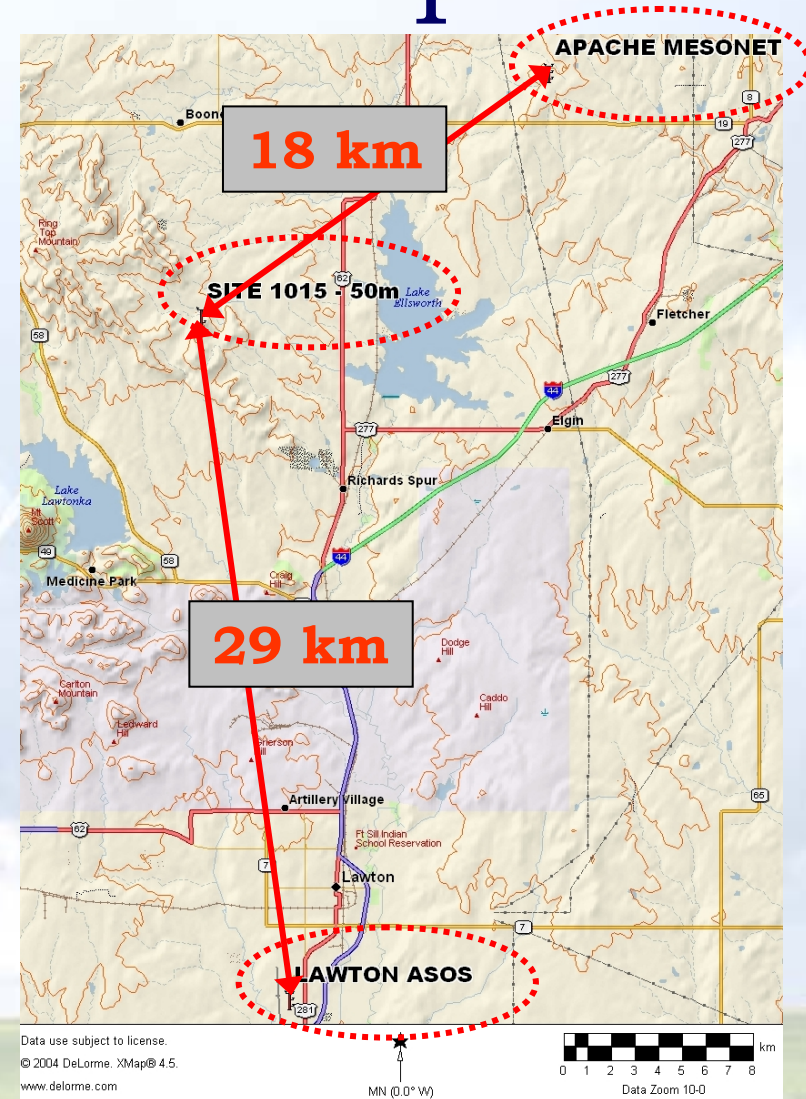 APACHE MESONET
8
19
277
Boon
18 km
Ring
Top
Mountain
62
SITE 1015 - 50m
Lake
Ellsworth
58
Fletcher
277
44
277
Elgin
Richards Spur
Lake
Lawtonka
Mt
Scott
49
58
44
Medicine Park
Craig
Hill
29 km
Dodge
Hill
Carlton
Mountain
Caddo
Hill
Ledward
Hill
Grierson
Hill
Artillery Village
65
62
Ft Sill Indian
School Reservation
7
Lawton
7
LAWTON ASOS
281
Data use subject to license.
© 2004 DeLorme. XMap® 4.5.
www.delorme.com
MN (0.0° W)
km
0 1 2 3 4 5 6 7 8
Data Zoom 10-0